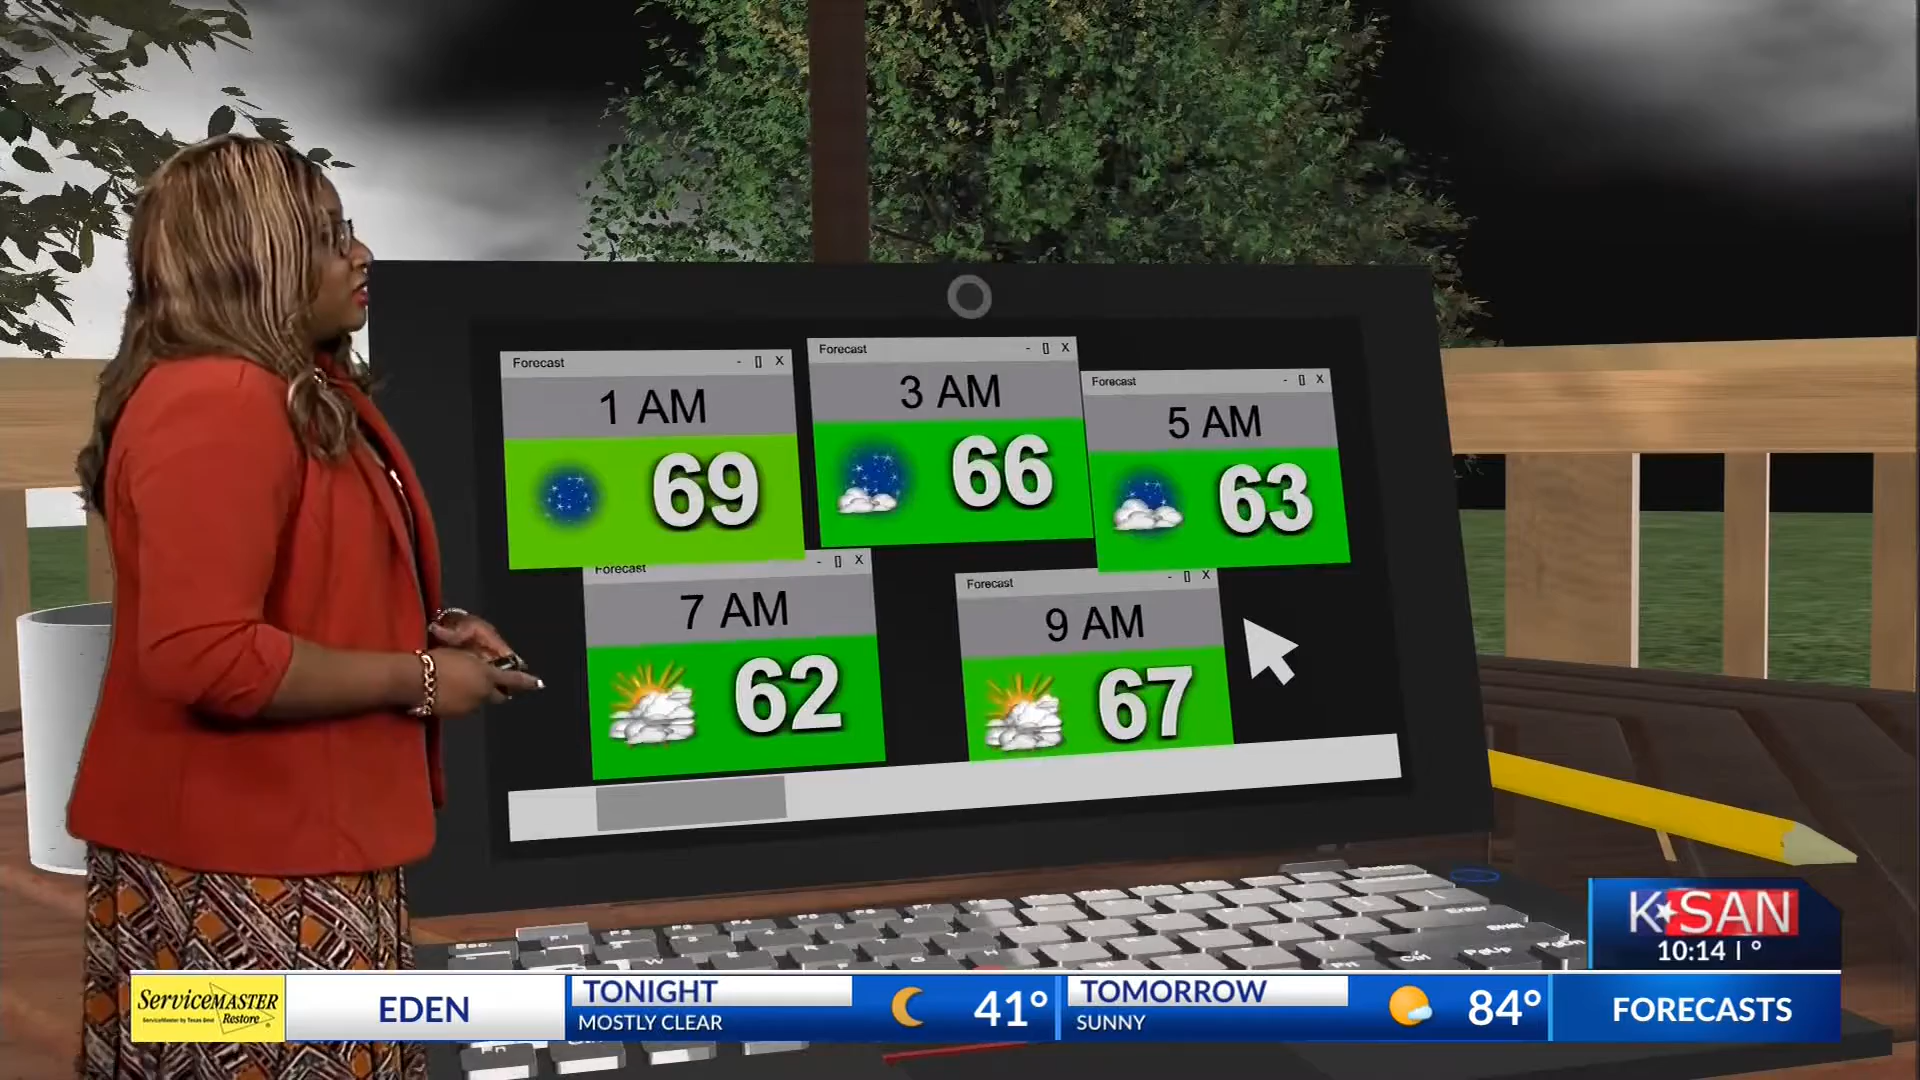 Forecast - [] X
1 AM
69
Forecast - [] X
3 AM
66
Forecast - [] X
5 AM
63
Forecast - [] X
7 AM
62
Forecast - [] X
9 AM
67
KSAN
10:14 | °
ServiceMASTER
Restore
EDEN
TONIGHT
MOSTLY CLEAR
41°
TOMORROW
SUNNY
84°
FORECASTS